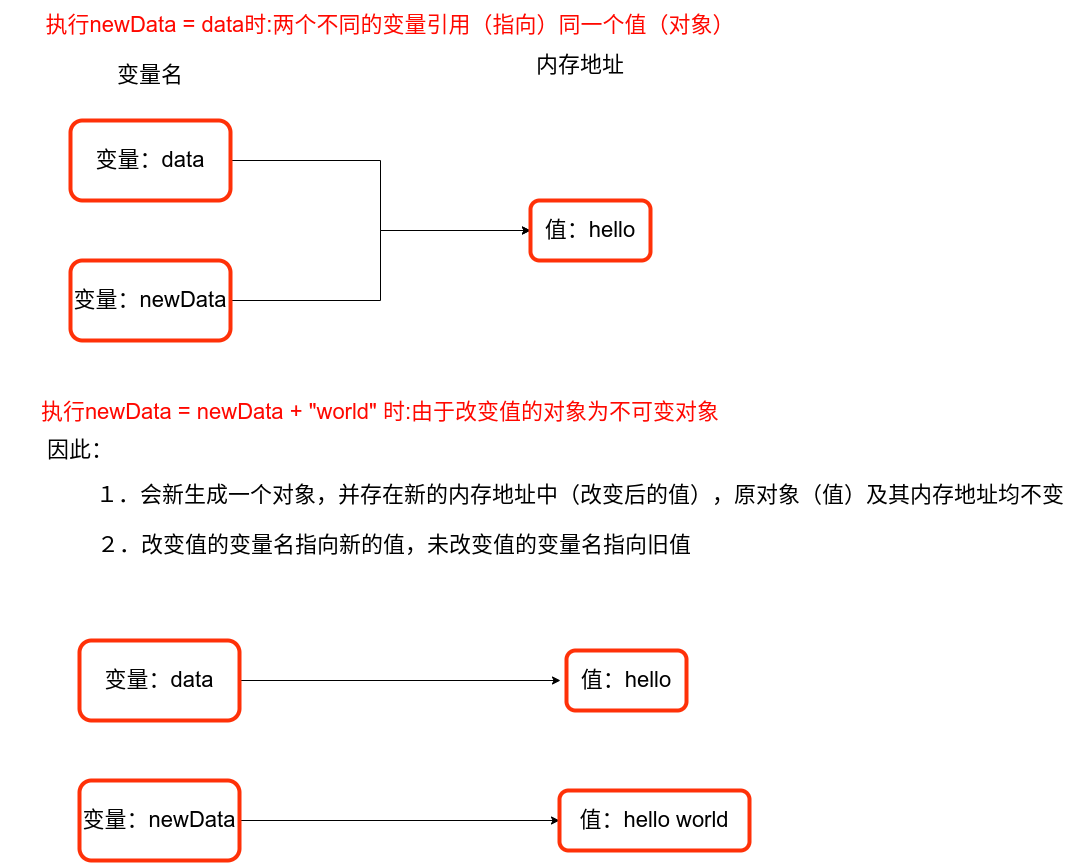 执行newData = data时:两个不同的变量引用（指向）同一个值（对象）
变量名
内存地址
变量：data
值：hello
变量：newData
执行newData = newData + "world" 时:由于改变值的对象为不可变对象
因此：
１．会新生成一个对象，并存在新的内存地址中（改变后的值），原对象（值）及其内存地址均不变
２．改变值的变量名指向新的值，未改变值的变量名指向旧值
变量：data
值：hello
变量：newData
值：hello world